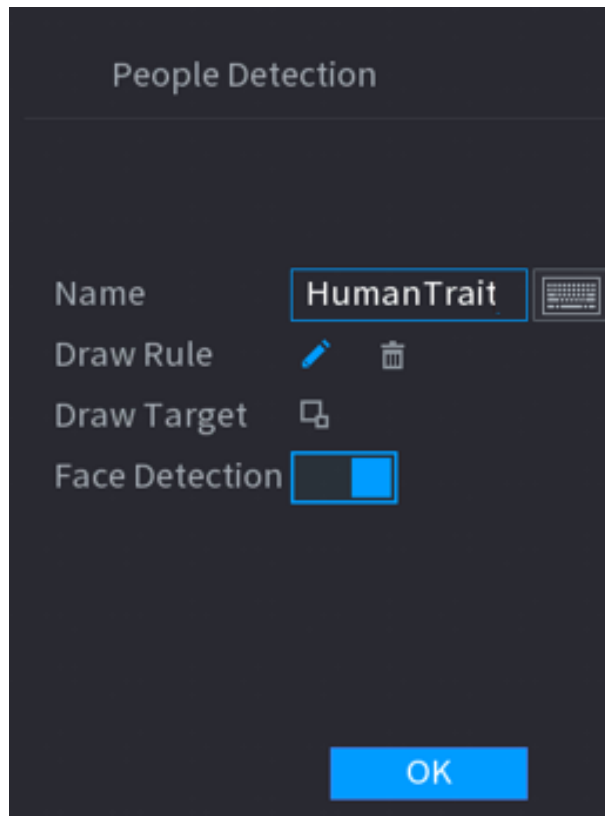 People Detection
Name HumanTrait
Draw Rule
Draw Target
Face Detection
OK